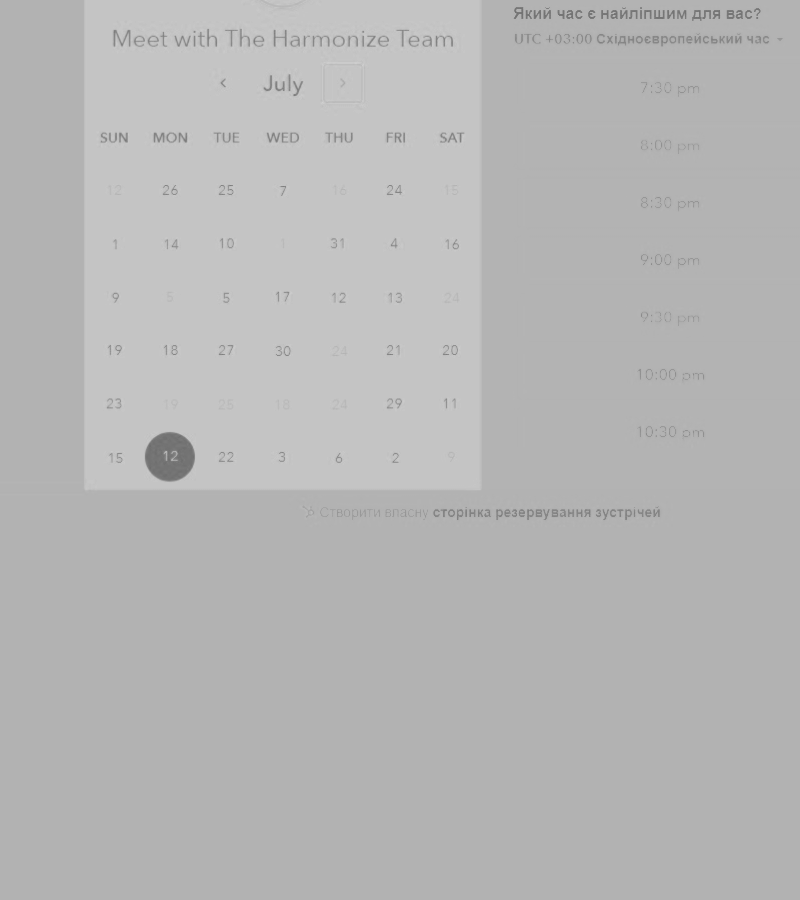 Meet with The Harmonize Team
July
SUN MON TUE WED THU FRI SAT
12 26 25 7 16 24 15
1 14 10 1 31 4 16
9 5 5 17 12 13 24
19 18 27 30 24 21 20
23 19 25 18 24 29 11
15 12 22 3 6 2 9
Який час є найліпшим для вас?
UTC +03:00 Східноєвропейський час
7:30 pm
8:00 pm
8:30 pm
9:00 pm
9:30 pm
10:00 pm
10:30 pm
Створити власну сторінка резервування зустрічей